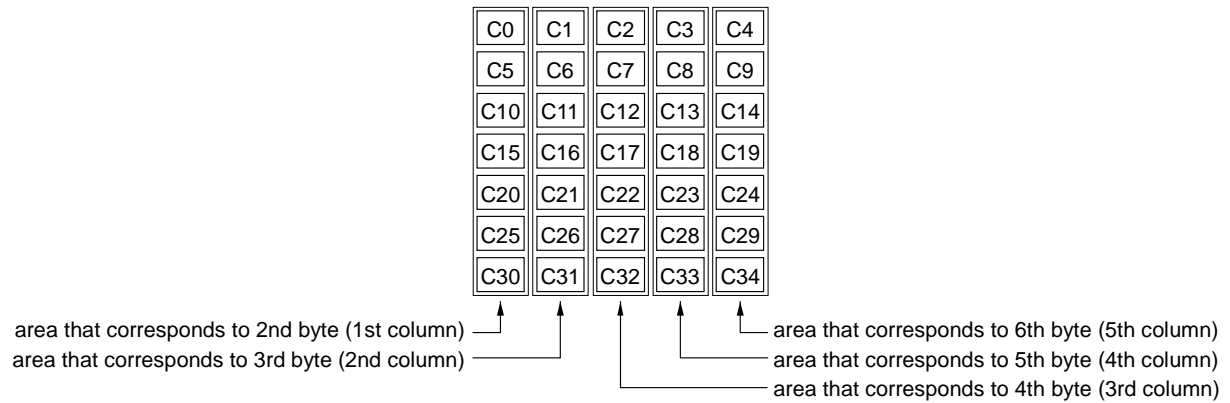 C0 C1 C2 C3 C4
C5 C6 C7 C8 C9
C10 C11 C12 C13 C14
C15 C16 C17 C18 C19
C20 C21 C22 C23 C24
C25 C26 C27 C28 C29
C30 C31 C32 C33 C34
area that corresponds to 2nd byte (1st column)
area that corresponds to 3rd byte (2nd column)
area that corresponds to 6th byte (5th column)
area that corresponds to 5th byte (4th column)
area that corresponds to 4th byte (3rd column)